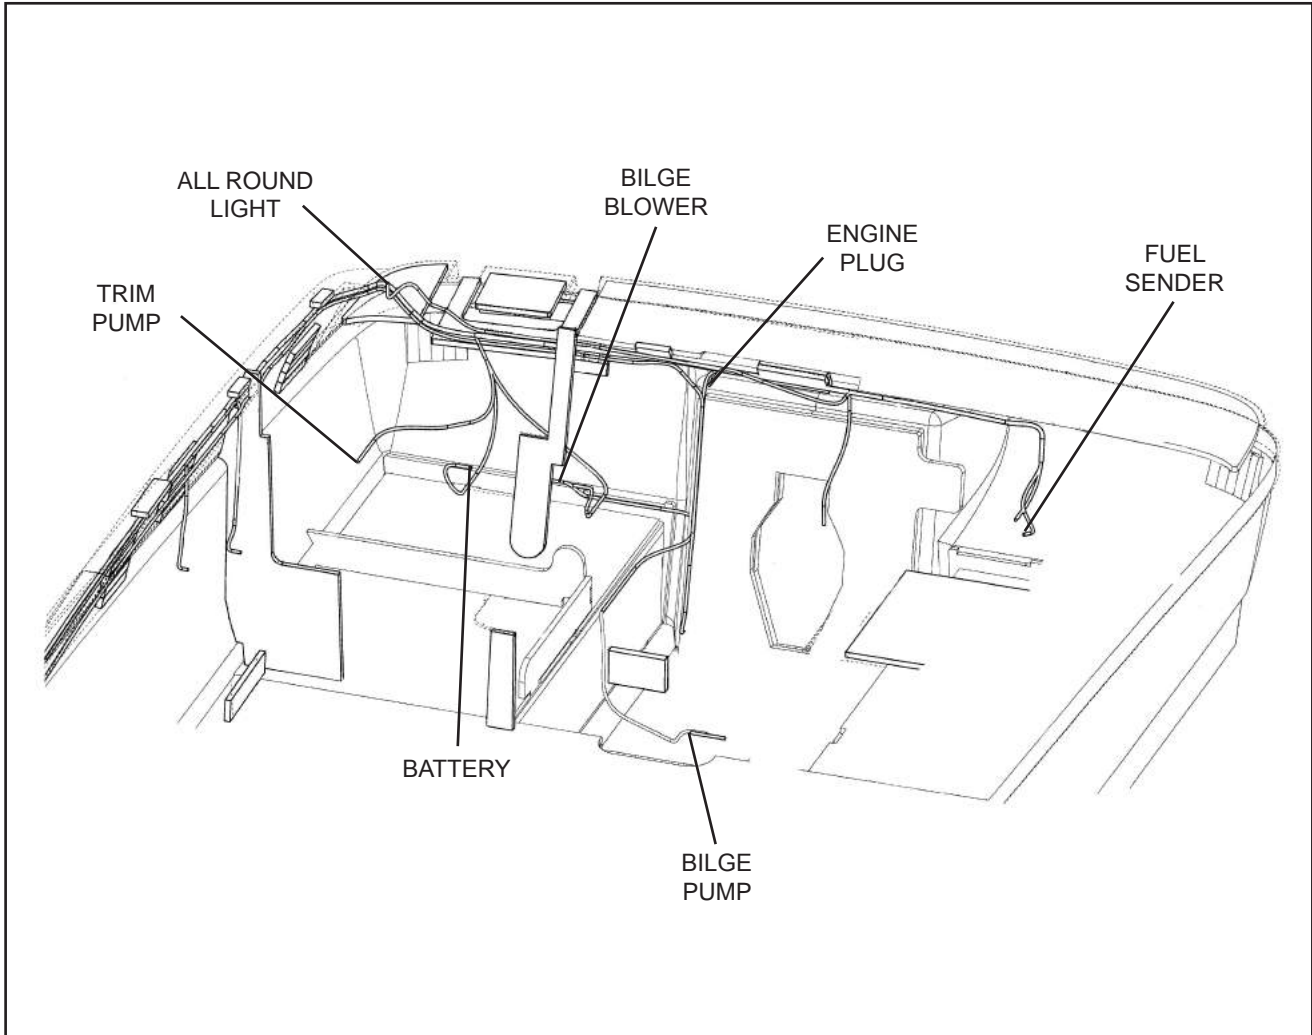 ALL ROUND
LIGHT
BILGE
BLOWER
ENGINE
PLUG
FUEL
SENDER
TRIM
PUMP
BATTERY
BILGE
PUMP